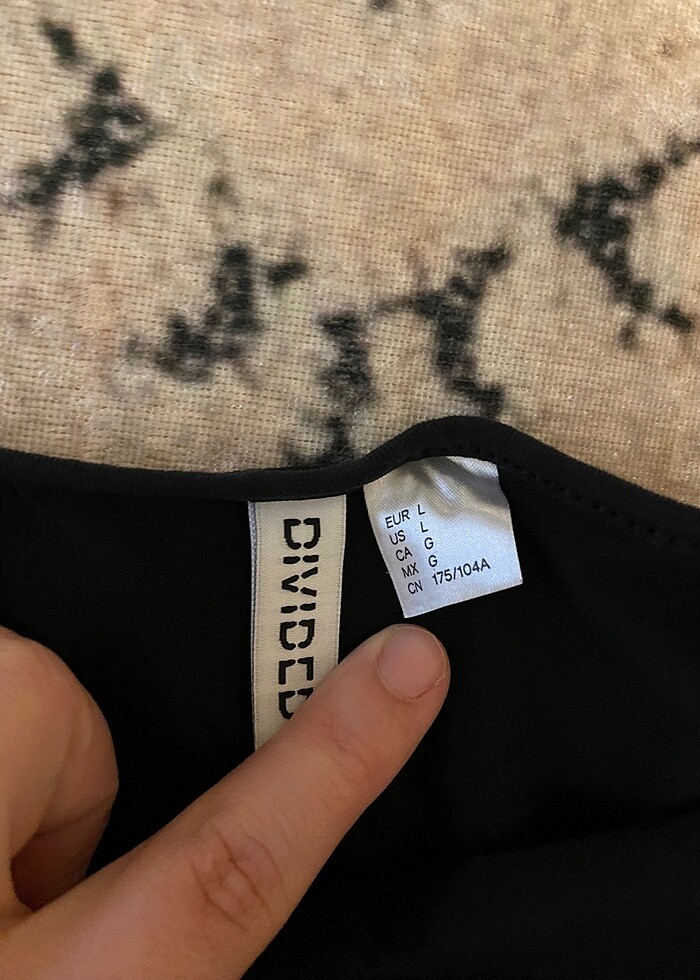 DIVIDED
EUR L
US L
CA G
MX G
CN 175/104A